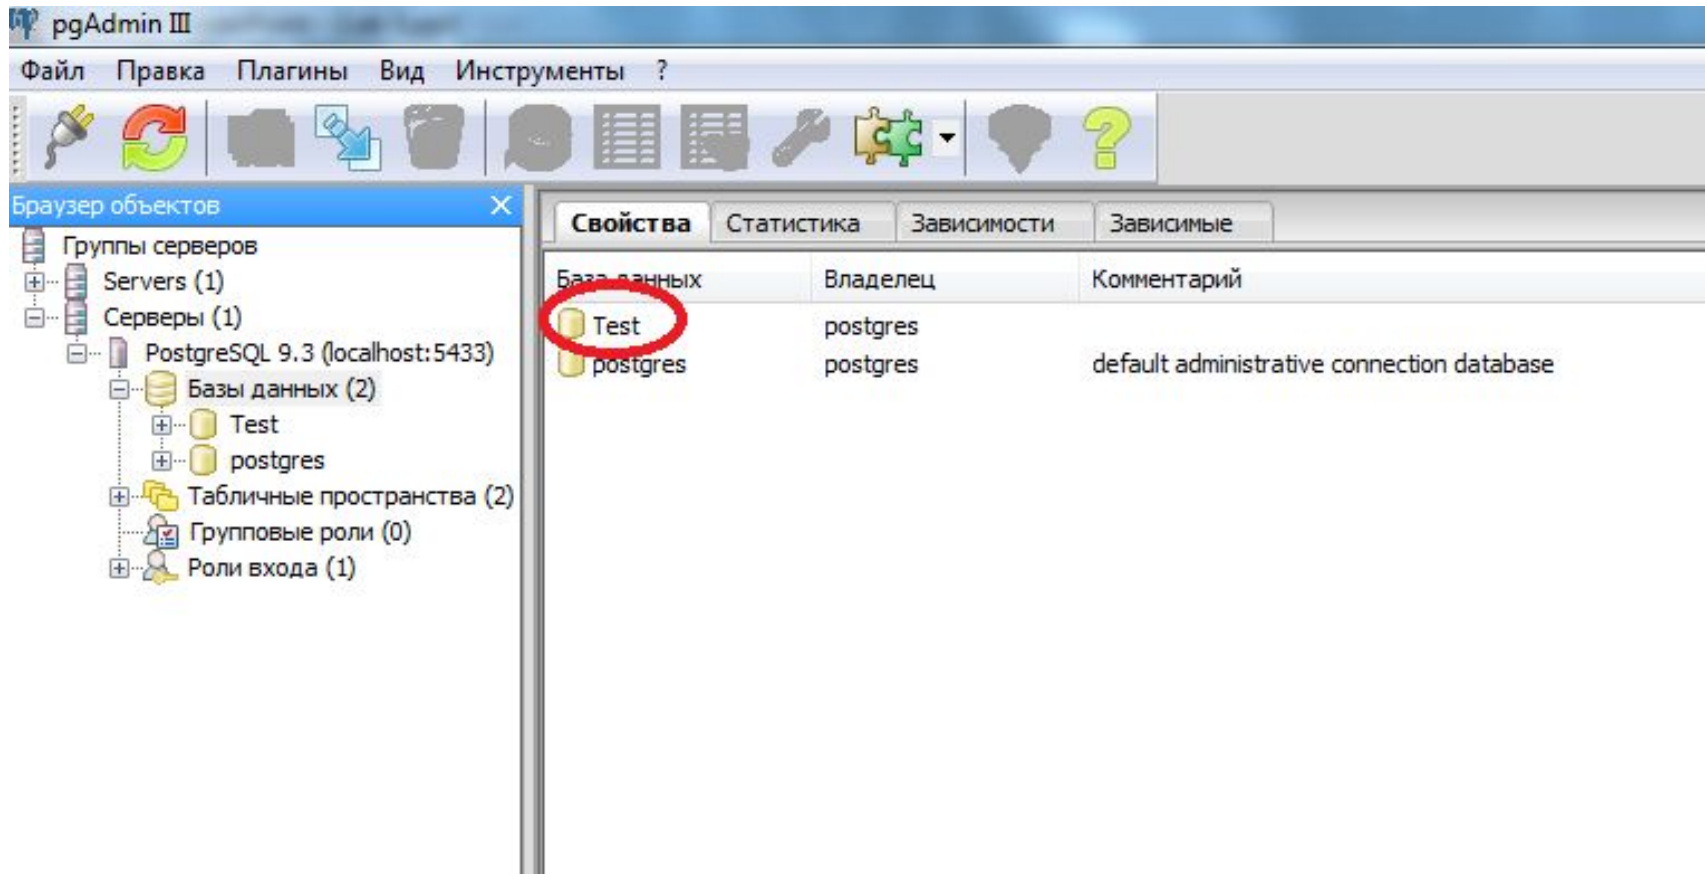 pgAdmin III
Файл Правка Плагины Вид Инструменты ?
Браузер объектов
Группы серверов
Servers (1)
Серверы (1)
PostgreSQL 9.3 (localhost:5433)
Базы данных (2)
Test
postgres
Табличные пространства (2)
Групповые роли (0)
Роли входа (1)
Свойства Статистика Зависимости Зависимые
База данных Владелец Комментарий
Test postgres
postgres postgres default administrative connection database